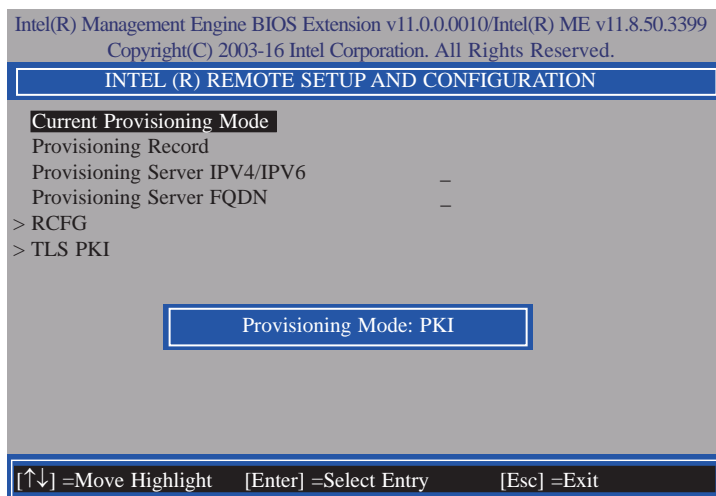 Intel(R) Management Engine BIOS Extension v11.0.0.0010/Intel(R) ME v11.8.50.3399
Copyright(C) 2003-16 Intel Corporation. All Rights Reserved.
INTEL (R) REMOTE SETUP AND CONFIGURATION
Current Provisioning Mode
Provisioning Record
Provisioning Server IPV4/IPV6 _
Provisioning Server FQDN _
> RCFG
> TLS PKI
Provisioning Mode: PKI
[↑↓] =Move Highlight [Enter] =Select Entry [Esc] =Exit